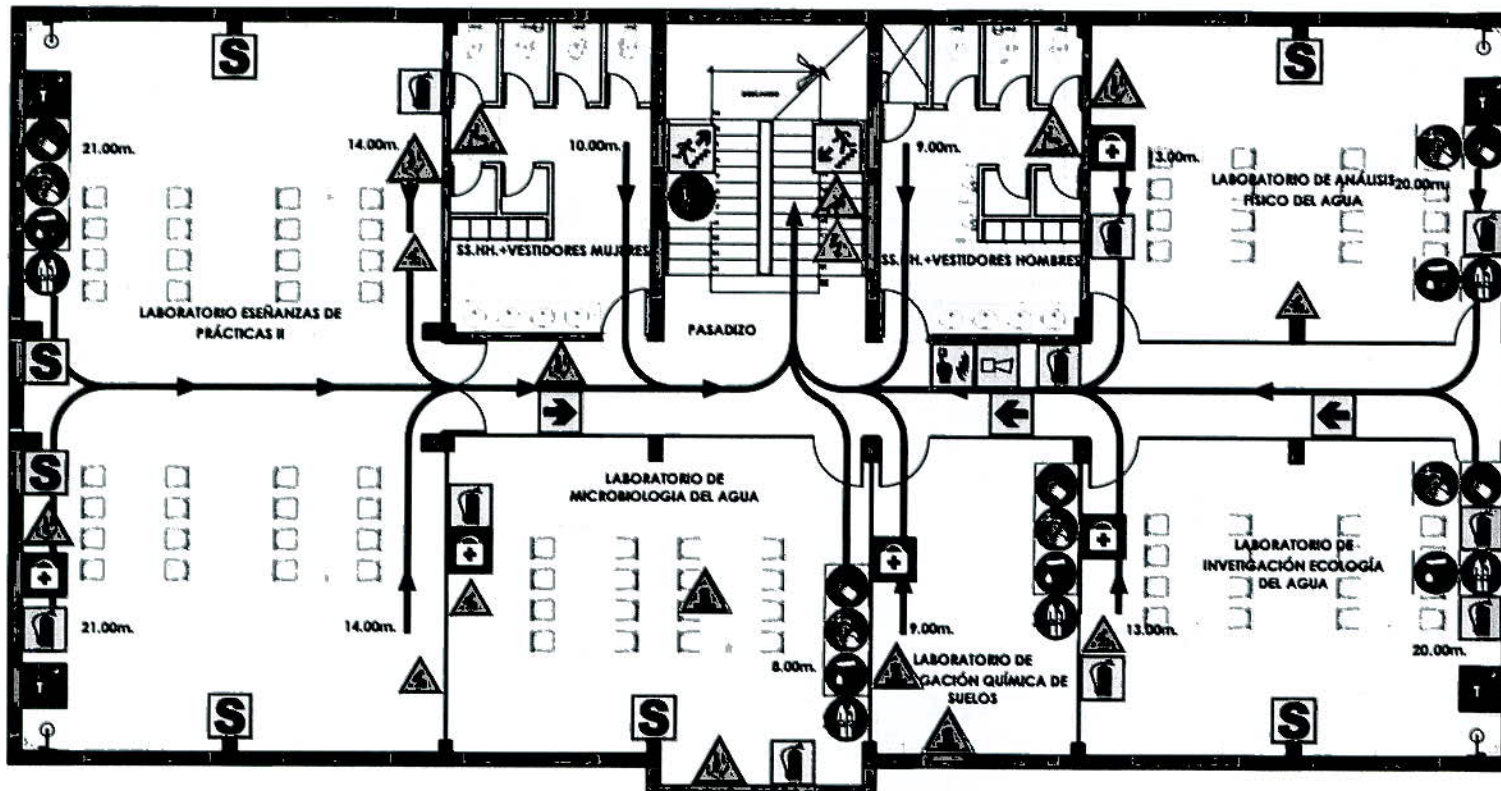 S
S
T
T
21.00m.
14.00m.
10.00m.
9.00m.
13.00m.
LABORATORIO DE ANÁLISIS
FÍSICO DEL AGUA
SS.HH.+VESTIDORES MUJERES
SS.HH.+VESTIDORES HOMBRES
LABORATORIO ESEÑANZAS DE
PRÁCTICAS II
PASADIZO
S
S
LABORATORIO DE
MICROBIOLOGIA DEL AGUA
LABORATORIO DE
INVETIGACIÓN ECOLOGÍA
DEL AGUA
21.00m.
14.00m.
9.00m.
13.00m.
20.00m.
8.00m.
LABORATORIO DE
GACIÓN QUÍMICA DE
SUELOS
T
T
S
S
S